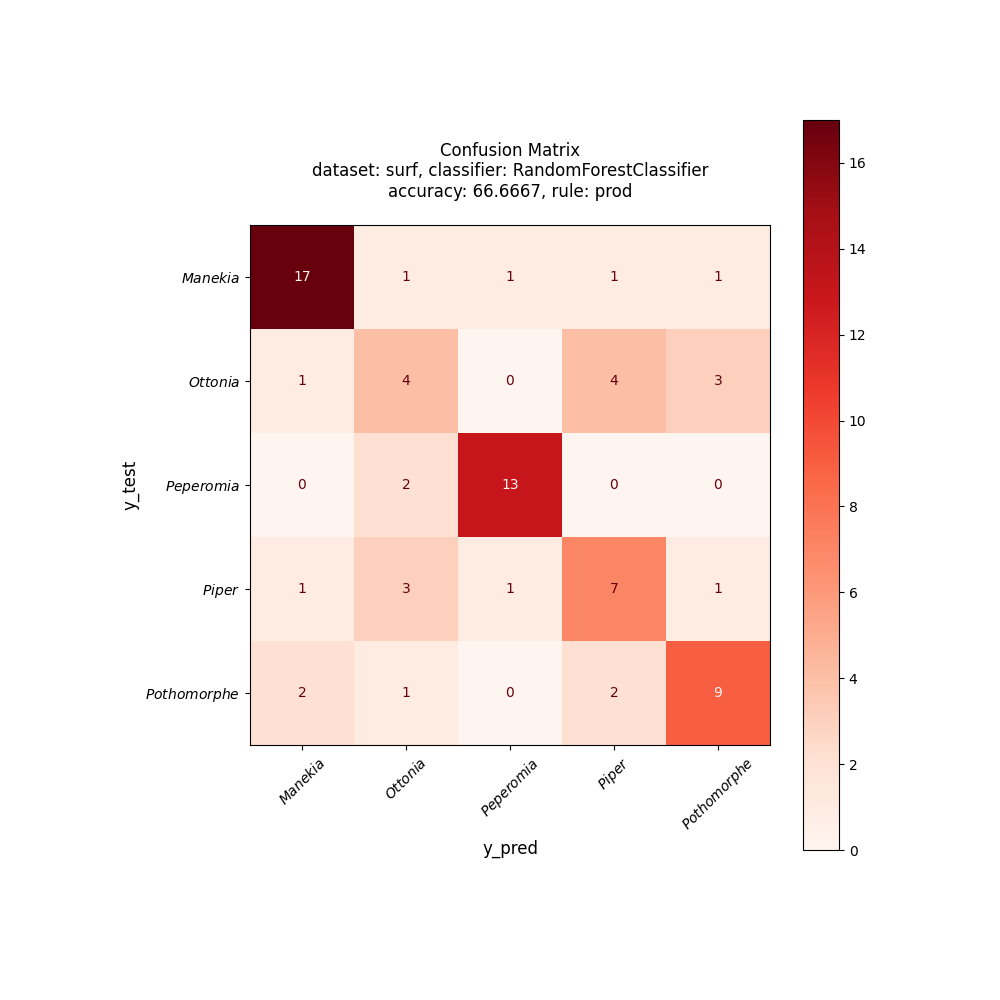 Confusion Matrix
dataset: surf, classifier: RandomForestClassifier
accuracy: 66.6667, rule: prod
Manekia 17 1 1 1 1
Ottonia 1 4 0 4 3
Peperomia 0 2 13 0 0
Piper 1 3 1 7 1
Pothomorphe 2 1 0 2 9
y_test
Manekia Ottonia Peperomia Piper Pothomorphe
y_pred
16
14
12
10
8
6
4
2
0